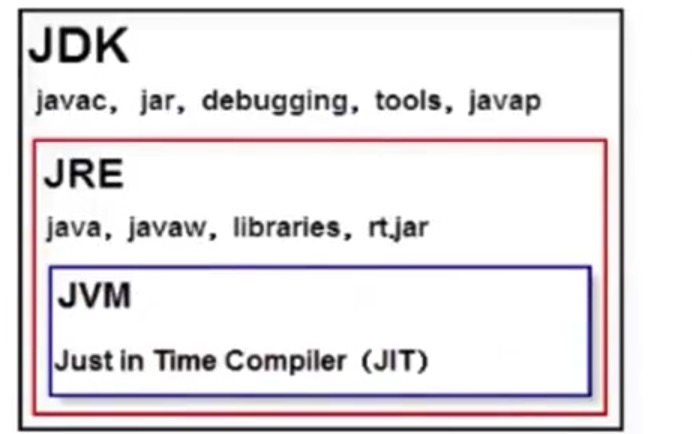 JDK
javac, jar, debugging, tools, javap
JRE
java, javaw, libraries, rt.jar
JVM
Just in Time Compiler (JIT)